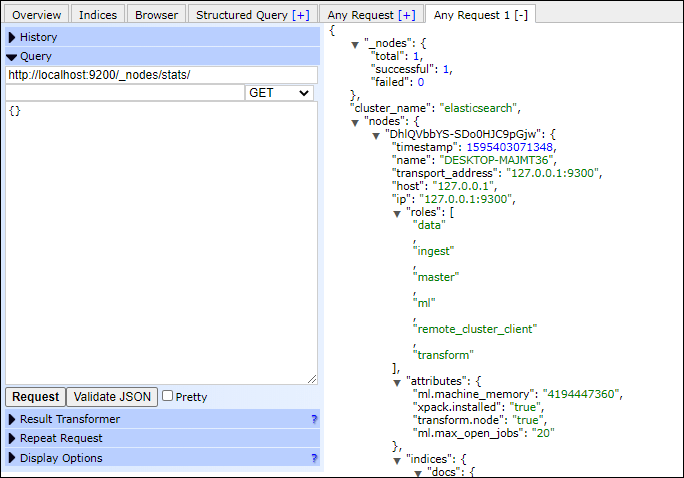 Overview Indices Browser Structured Query [+] Any Request [+] Any Request 1 [-]
History
Query
http://localhost:9200/_nodes/stats/
GET
{}
Request Validate JSON Pretty
Result Transformer ?
Repeat Request
Display Options ?
{
"_nodes": {
"total": 1,
"successful": 1,
"failed": 0
},
"cluster_name": "elasticsearch",
"nodes": {
"DhlQVbbYS-SDo0HJC9pGjw": {
"timestamp": 1595403071348,
"name": "DESKTOP-MAJMT36",
"transport_address": "127.0.0.1:9300",
"host": "127.0.0.1",
"ip": "127.0.0.1:9300",
"roles": [
"data"
,
"ingest"
,
"master"
,
"ml"
,
"remote_cluster_client"
,
"transform"
],
"attributes": {
"ml.machine_memory": "4194447360",
"xpack.installed": "true",
"transform.node": "true",
"ml.max_open_jobs": "20"
},
"indices": {
"docs": {